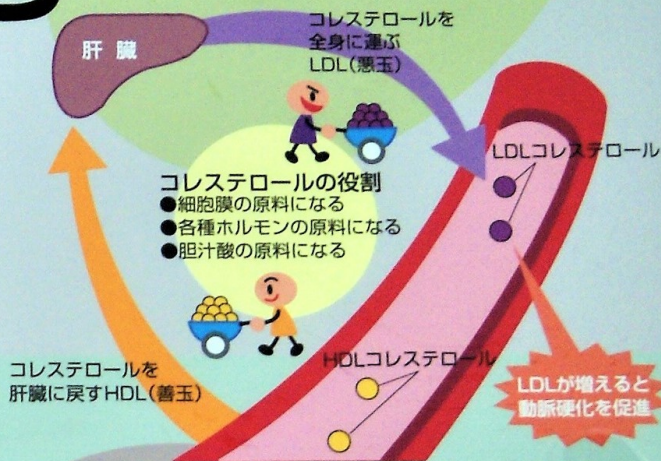 コレステロールを
全身に運ぶ
LDL(悪玉)
肝臓
LDLコレステロール
コレステロールの役割
●細胞膜の原料になる
●各種ホルモンの原料になる
●胆汁酸の原料になる
HDLコレステロール
コレステロールを
肝臓に戻すHDL(善玉)
LDLが増えると
動脈硬化を促進